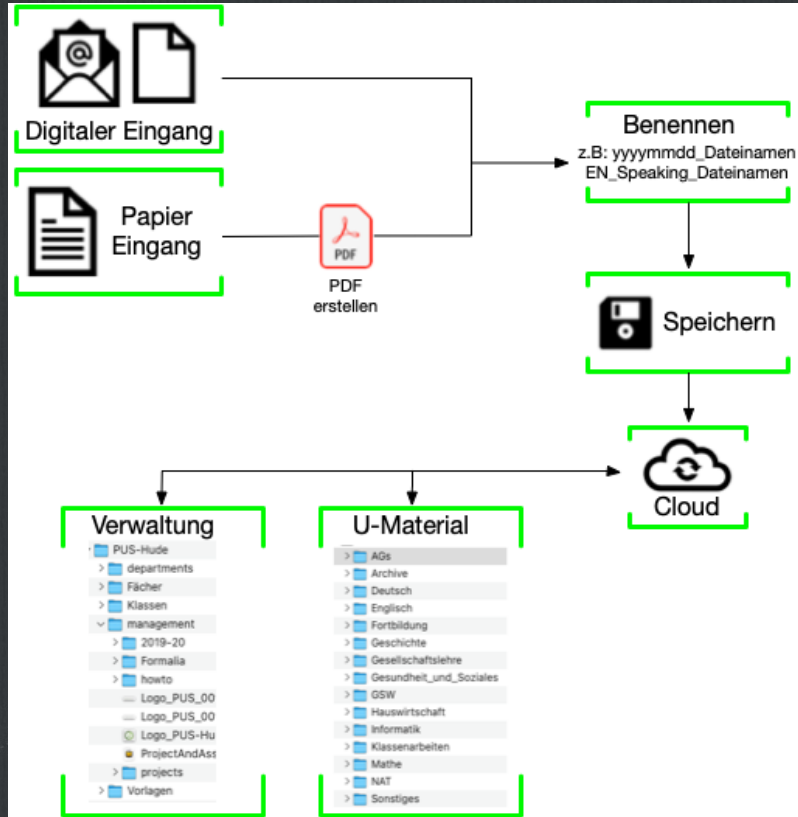 @
Digitaler Eingang
Papier
Eingang
PDF
PDF
erstellen
Benennen
z.B: yyyymmdd_Dateinamen
EN_Speaking_Dateinamen
Speichern
Cloud
Verwaltung
PUS-Hude
departments
Fächer
Klassen
management
2019-20
Formalia
howto
Logo_PUS_00
Logo_PUS_00
Logo_PUS-Hu
ProjectAndAss
projects
Vorlagen
U-Material
AGs
Archive
Deutsch
Englisch
Fortbildung
Geschichte
Gesellschaftslehre
Gesundheit_und_Soziales
GSW
Hauswirtschaft
Informatik
Klassenarbeiten
Mathe
NAT
Sonstiges